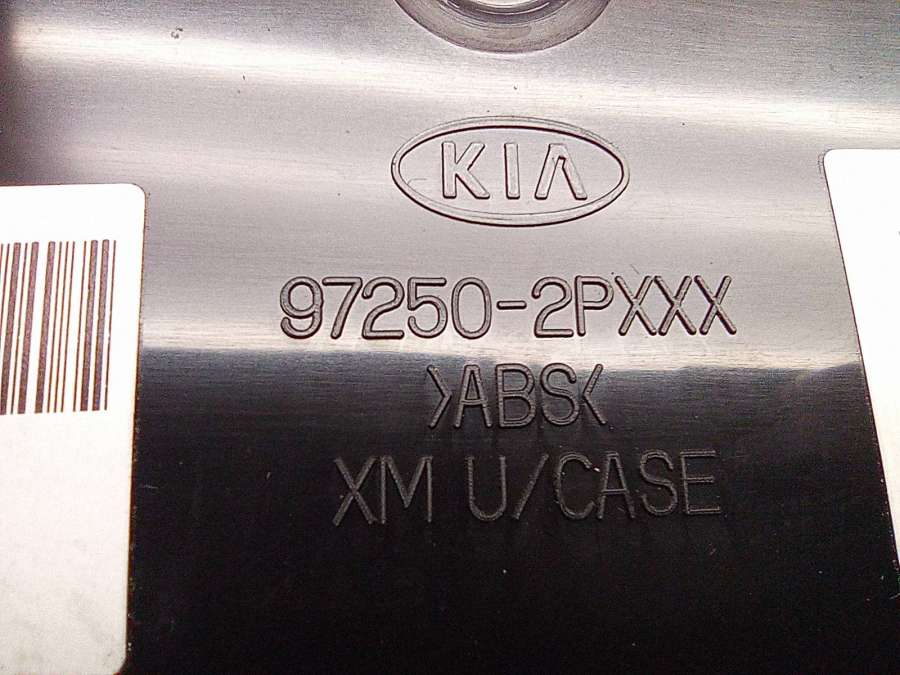 KIA
97250-2PXXX
>ABS<
XM U/CASE